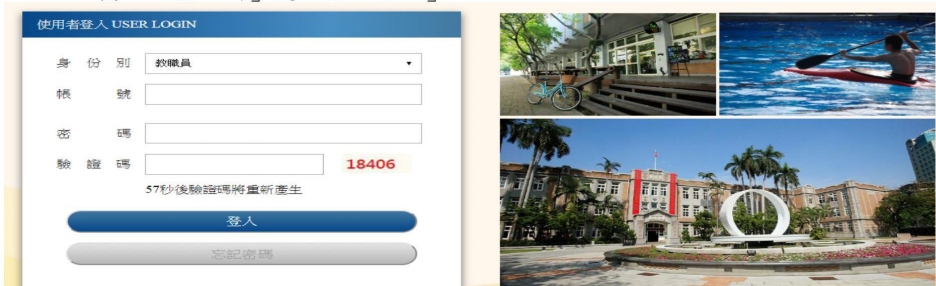 使用者登入 USER LOGIN
身份別 教職員
帳號
密碼
驗證碼 18406
57秒後驗證碼將重新產生
登入
忘記密碼